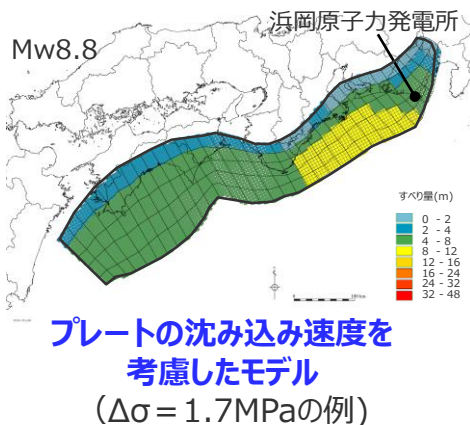 浜岡原子力発電所
Mw8.8
すべり量(m)
0 - 2
2 - 4
4 - 8
8 - 12
12 - 16
16 - 24
24 - 32
32 - 48
プレートの沈み込み速度を
考慮したモデル
(Δσ＝1.7MPaの例)